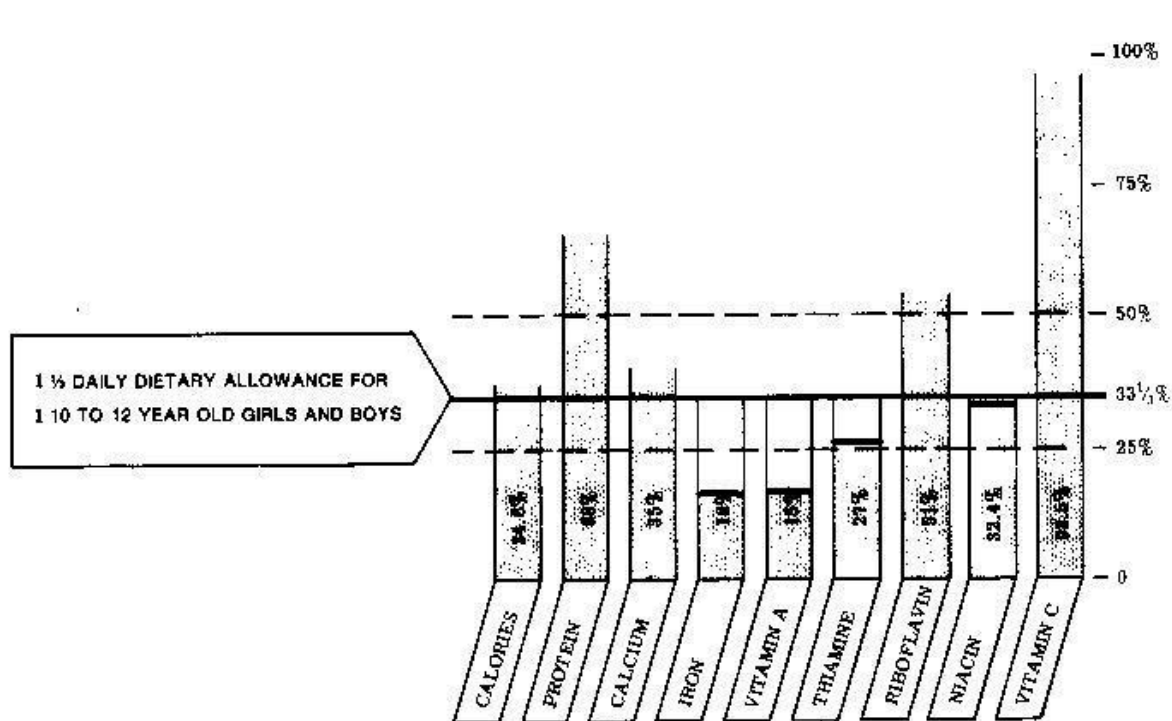 100%
75%
50%
33⅓%
25%
0
1 ⅓ DAILY DIETARY ALLOWANCE FOR
1 10 TO 12 YEAR OLD GIRLS AND BOYS
35%
27%
51%
32.4%
CALORIES
PROTEIN
CALCIUM
IRON
VITAMIN A
THIAMINE
RIBOFLAVIN
NIACIN
VITAMIN C